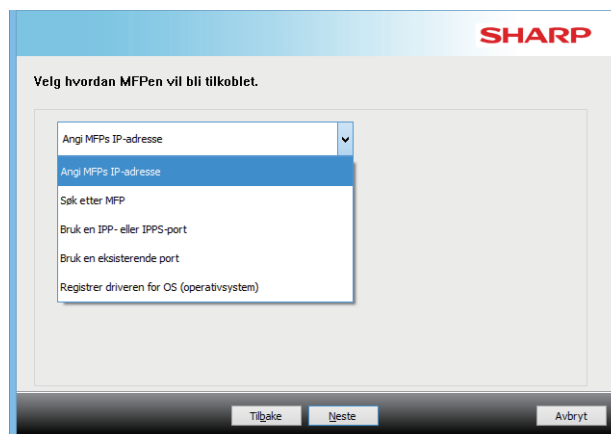 SHARP
Velg hvordan MFPen vil bli tilkoblet.
Angi MFPs IP-adresse
Angi MFPs IP-adresse
Søk etter MFP
Bruk en IPP- eller IPPS-port
Bruk en eksisterende port
Registrer driveren for OS (operativsystem)
Tilbake Neste Avbryt